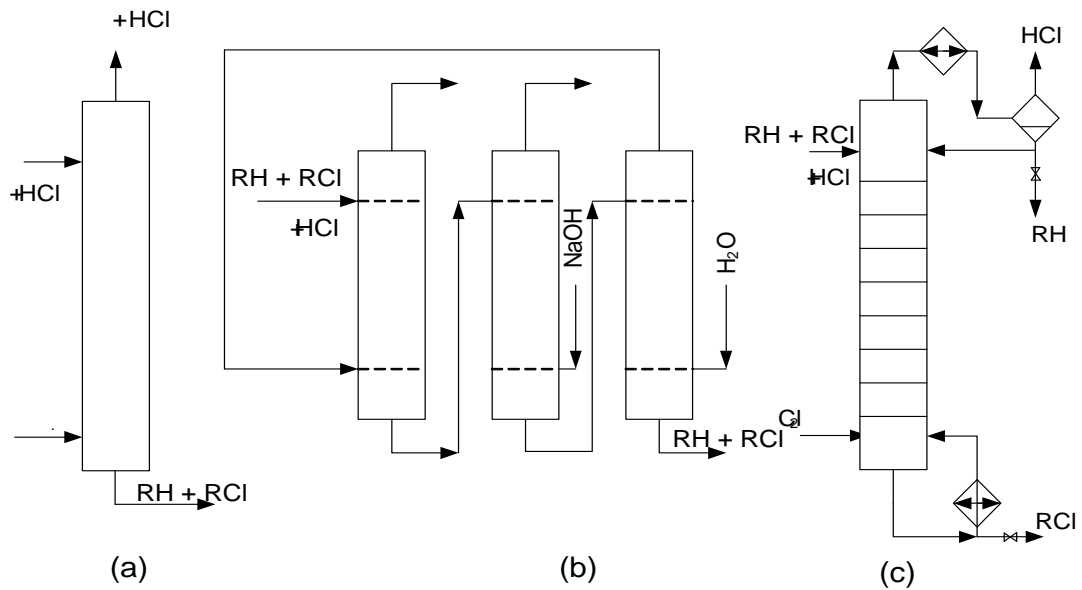 +HCl
+HCl
RH + RCl
(a)
RH + RCl
+HCl
NaOH
H₂O
RH + RCl
(b)
HCl
RH + RCl
+HCl
RH
Cl₂
RCl
(c)